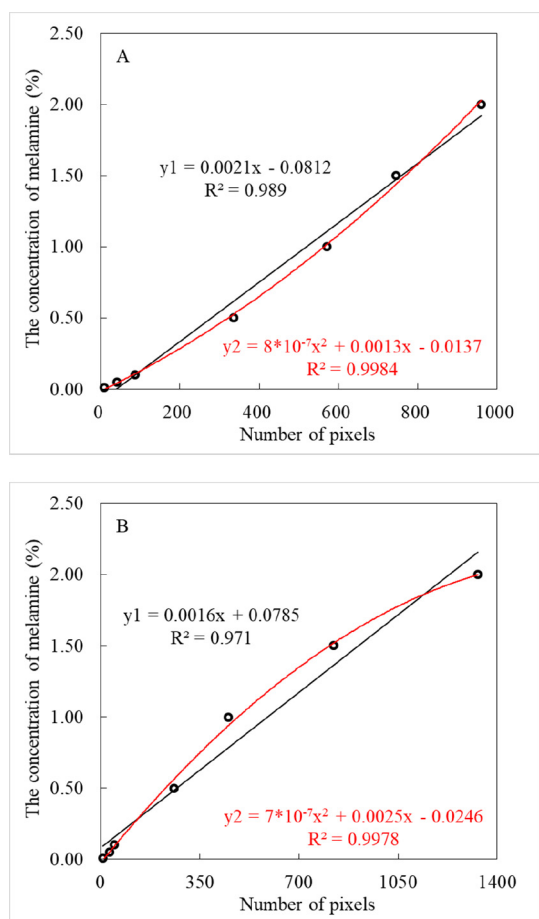 A
2.50
2.00
1.50
1.00
0.50
0.00
The concentration of melamine (%)
y1 = 0.0021x - 0.0812
R² = 0.989
y2 = 8*10⁻⁷x² + 0.0013x - 0.0137
R² = 0.9984
0 200 400 600 800 1000
Number of pixels
B
2.50
2.00
1.50
1.00
0.50
0.00
The concentration of melamine (%)
y1 = 0.0016x + 0.0785
R² = 0.971
y2 = 7*10⁻⁷x² + 0.0025x - 0.0246
R² = 0.9978
0 350 700 1050 1400
Number of pixels